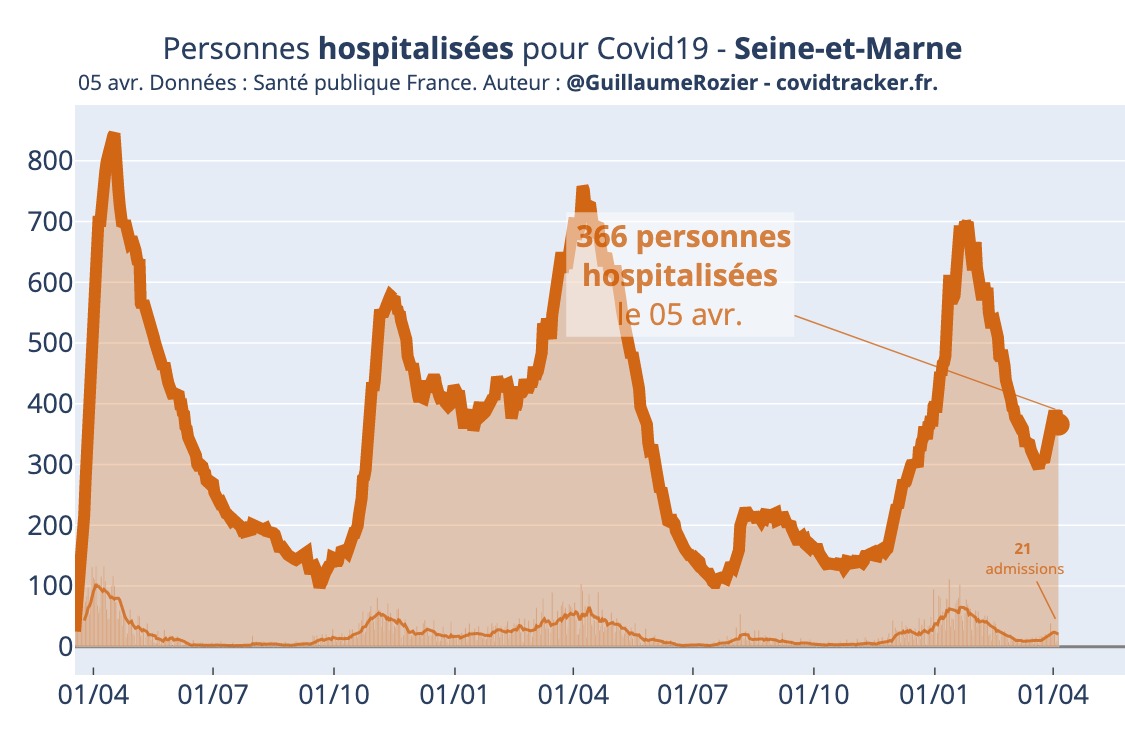 Personnes hospitalisées pour Covid19 - Seine-et-Marne
05 avr. Données : Santé publique France. Auteur : @GuillaumeRozier - covidtracker.fr.
800
700
600
500
400
300
200
100
0
366 personnes
hospitalisées
le 05 avr.
21
admissions
01/04 01/07 01/10 01/01 01/04 01/07 01/10 01/01 01/04